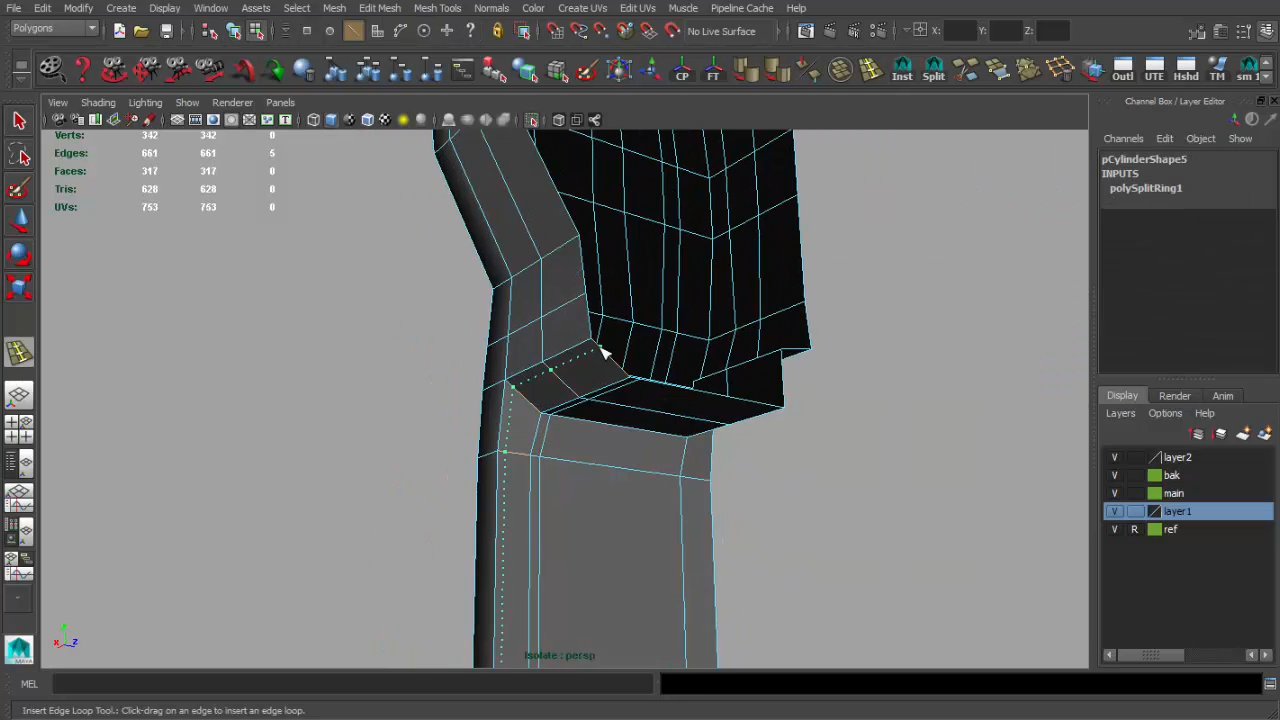 File Edit Modify Create Display Window Assets Select Mesh Edit Mesh Mesh Tools Normals Color Create UVs Edit UVs Muscle Pipeline Cache Help
Polygons No Live Surface X: Y: Z:
CP FT Inst Split Outl UTE Hshd TM sm 1
View Shading Lighting Show Renderer Panels
Channel Box / Layer Editor
Channels Edit Object Show
Verts: 342 342 0
Edges: 661 661 5
Faces: 317 317 0
Tris: 628 628 0
UVs: 753 753 0
pCylinderShape5
INPUTS
polySplitRing1
Display Render Anim
Layers Options Help
V layer2
V bak
V main
V layer1
V R ref
y
x z
Isolate : persp
MAYA
MEL
Insert Edge Loop Tool.: Click-drag on an edge to insert an edge loop.